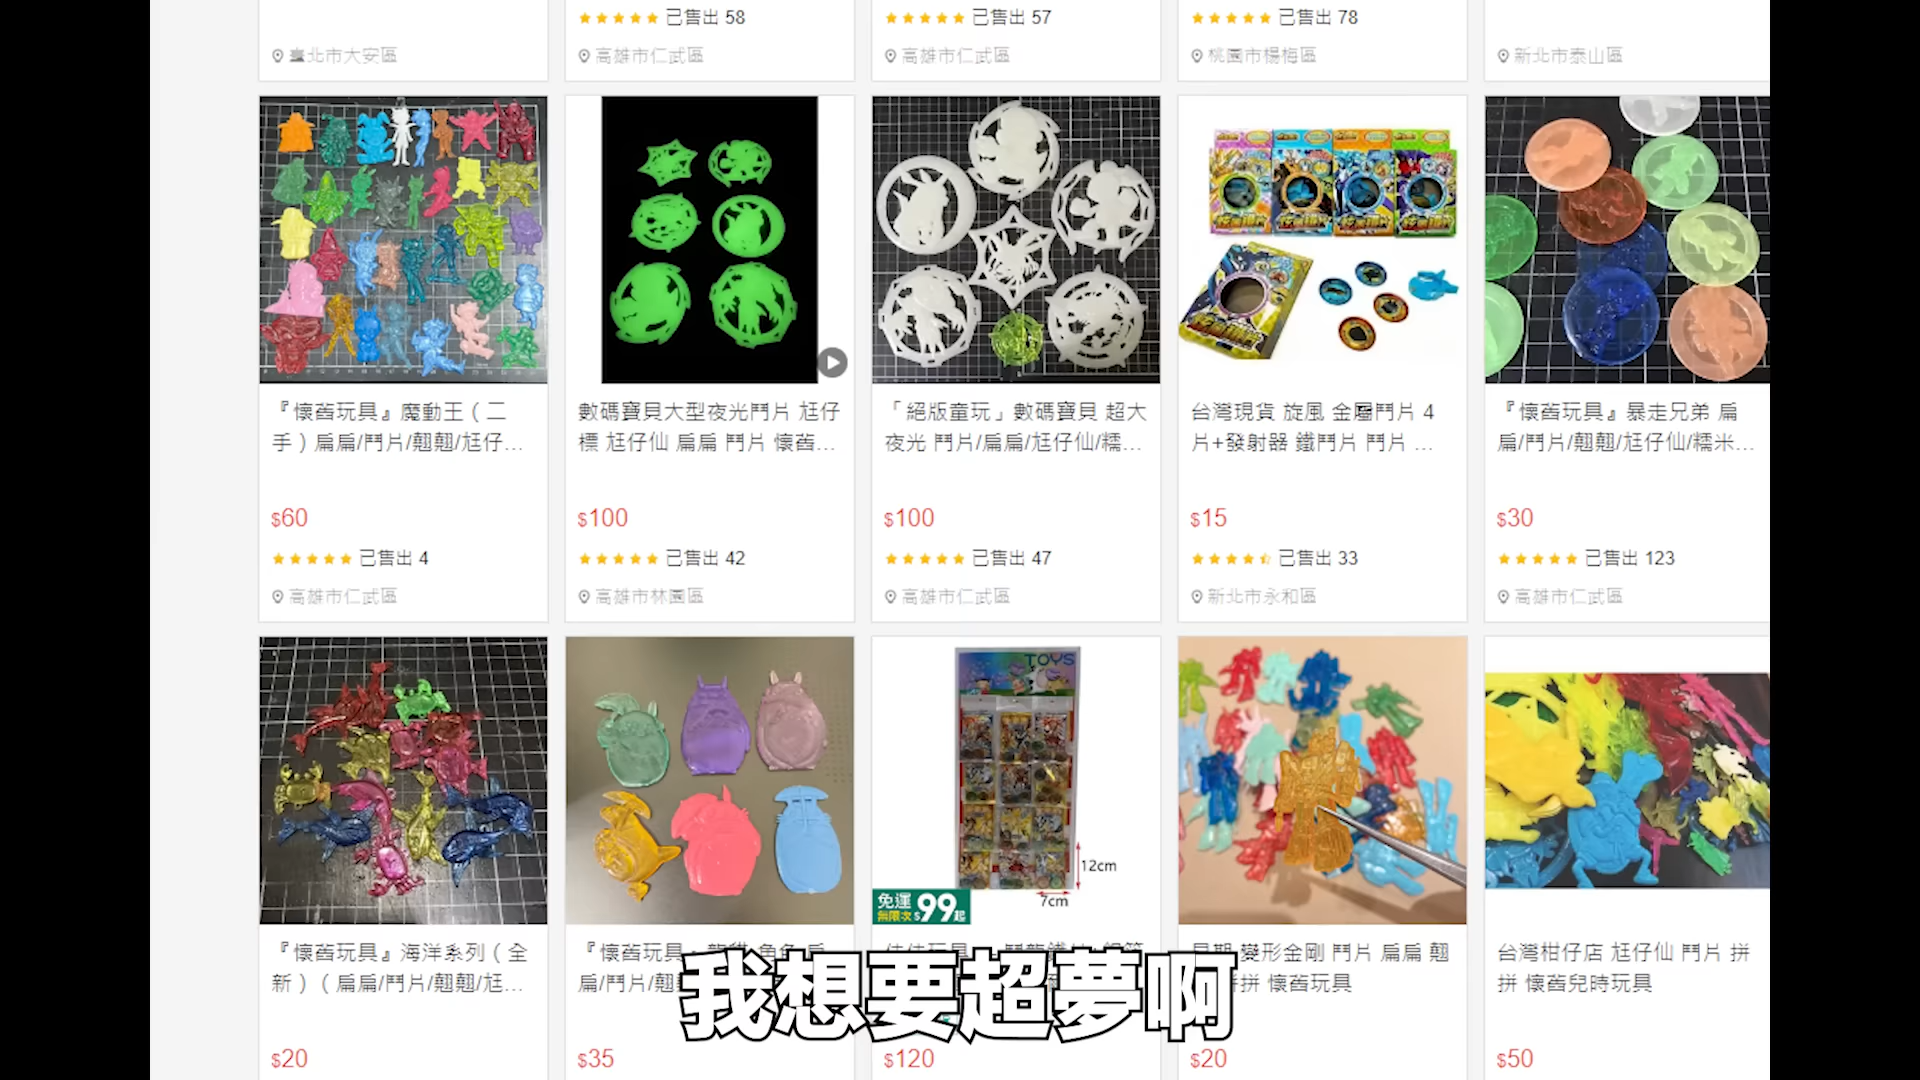 已售出 58
已售出 57
已售出 78
臺北市大安區
高雄市仁武區
高雄市仁武區
桃園市楊梅區
新北市泰山區
『懷舊玩具』魔動王（二
手）扁扁/鬥片/翹翹/尪仔...
$60
已售出 4
高雄市仁武區
數碼寶貝大型夜光鬥片 尪仔
標 尪仔仙 扁扁 鬥片 懷舊...
$100
已售出 42
高雄市林園區
「絕版童玩」數碼寶貝 超大
夜光 鬥片/扁扁/尪仔仙/糯...
$100
已售出 47
高雄市仁武區
台灣現貨 旋風 金屬鬥片 4
片+發射器 鐵鬥片 鬥片 ...
$15
已售出 33
新北市永和區
『懷舊玩具』暴走兄弟 扁
扁/鬥片/翹翹/尪仔仙/糯米...
$30
已售出 123
高雄市仁武區
『懷舊玩具』海洋系列（全
新）（扁扁/鬥片/翹翹/尪...
$20
『懷舊玩具
扁/鬥片/翹
$35
TOYS
12cm
7cm
免運
無限次
$99起
$120
變形金剛 鬥片 扁扁 翹
拼 懷舊玩具
$20
台灣柑仔店 尪仔仙 鬥片 拼
拼 懷舊兒時玩具
$50
我想要超夢啊